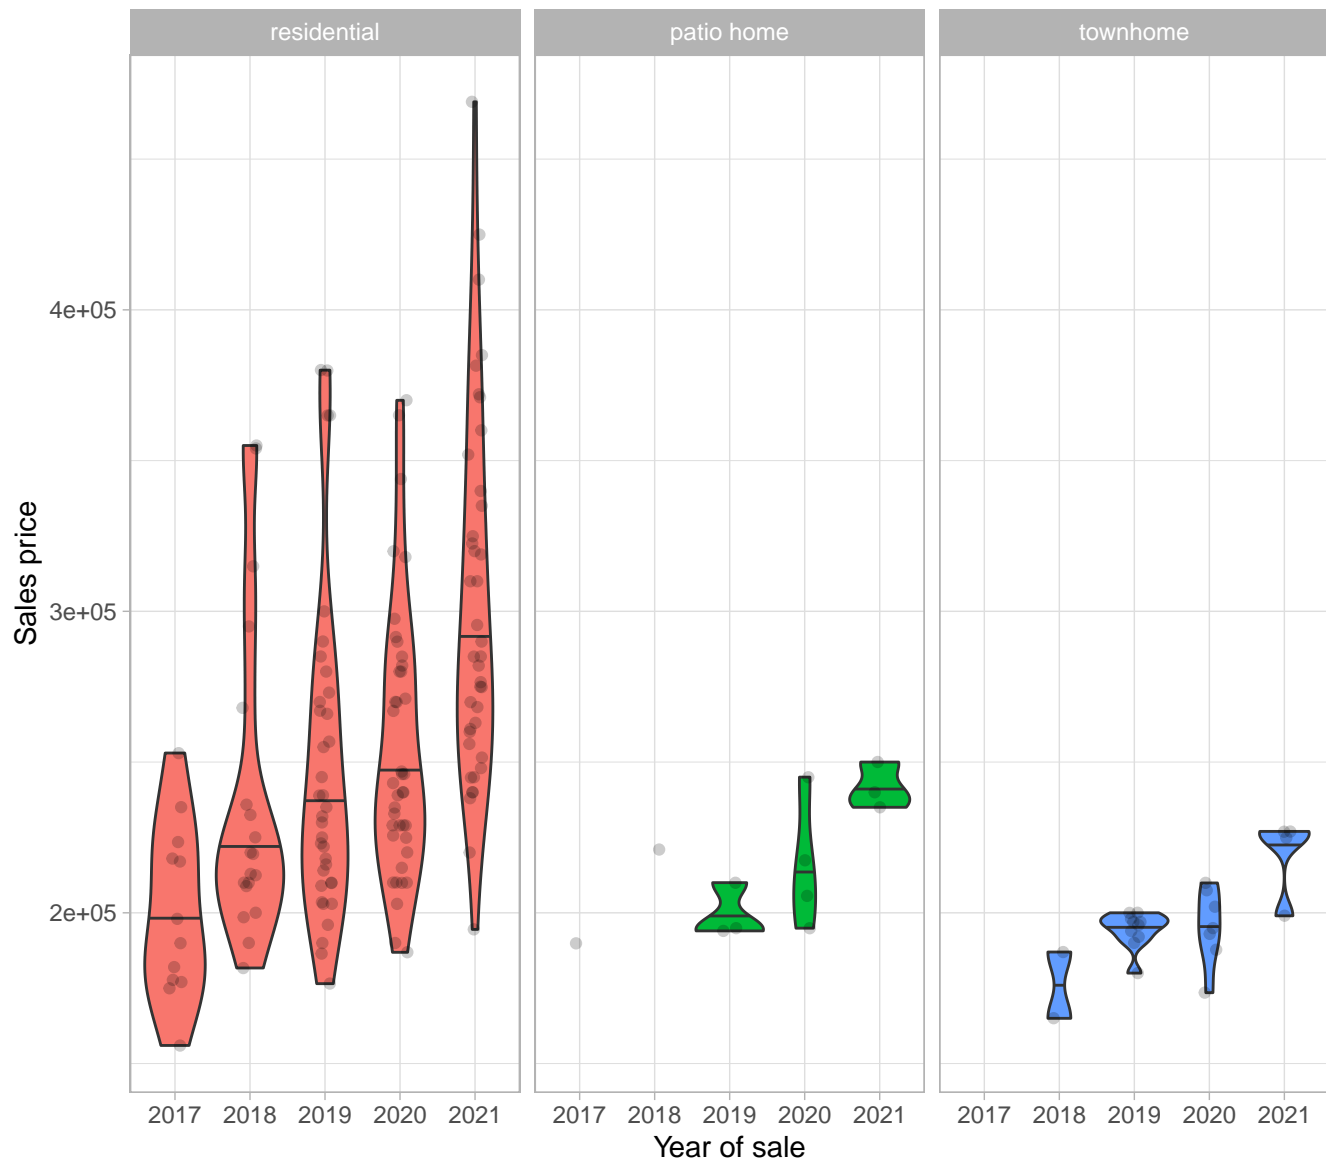 residential patio home townhome
4e+05
3e+05
2e+05
Sales price
2017 2018 2019 2020 2021 2017 2018 2019 2020 2021 2017 2018 2019 2020 2021
Year of sale